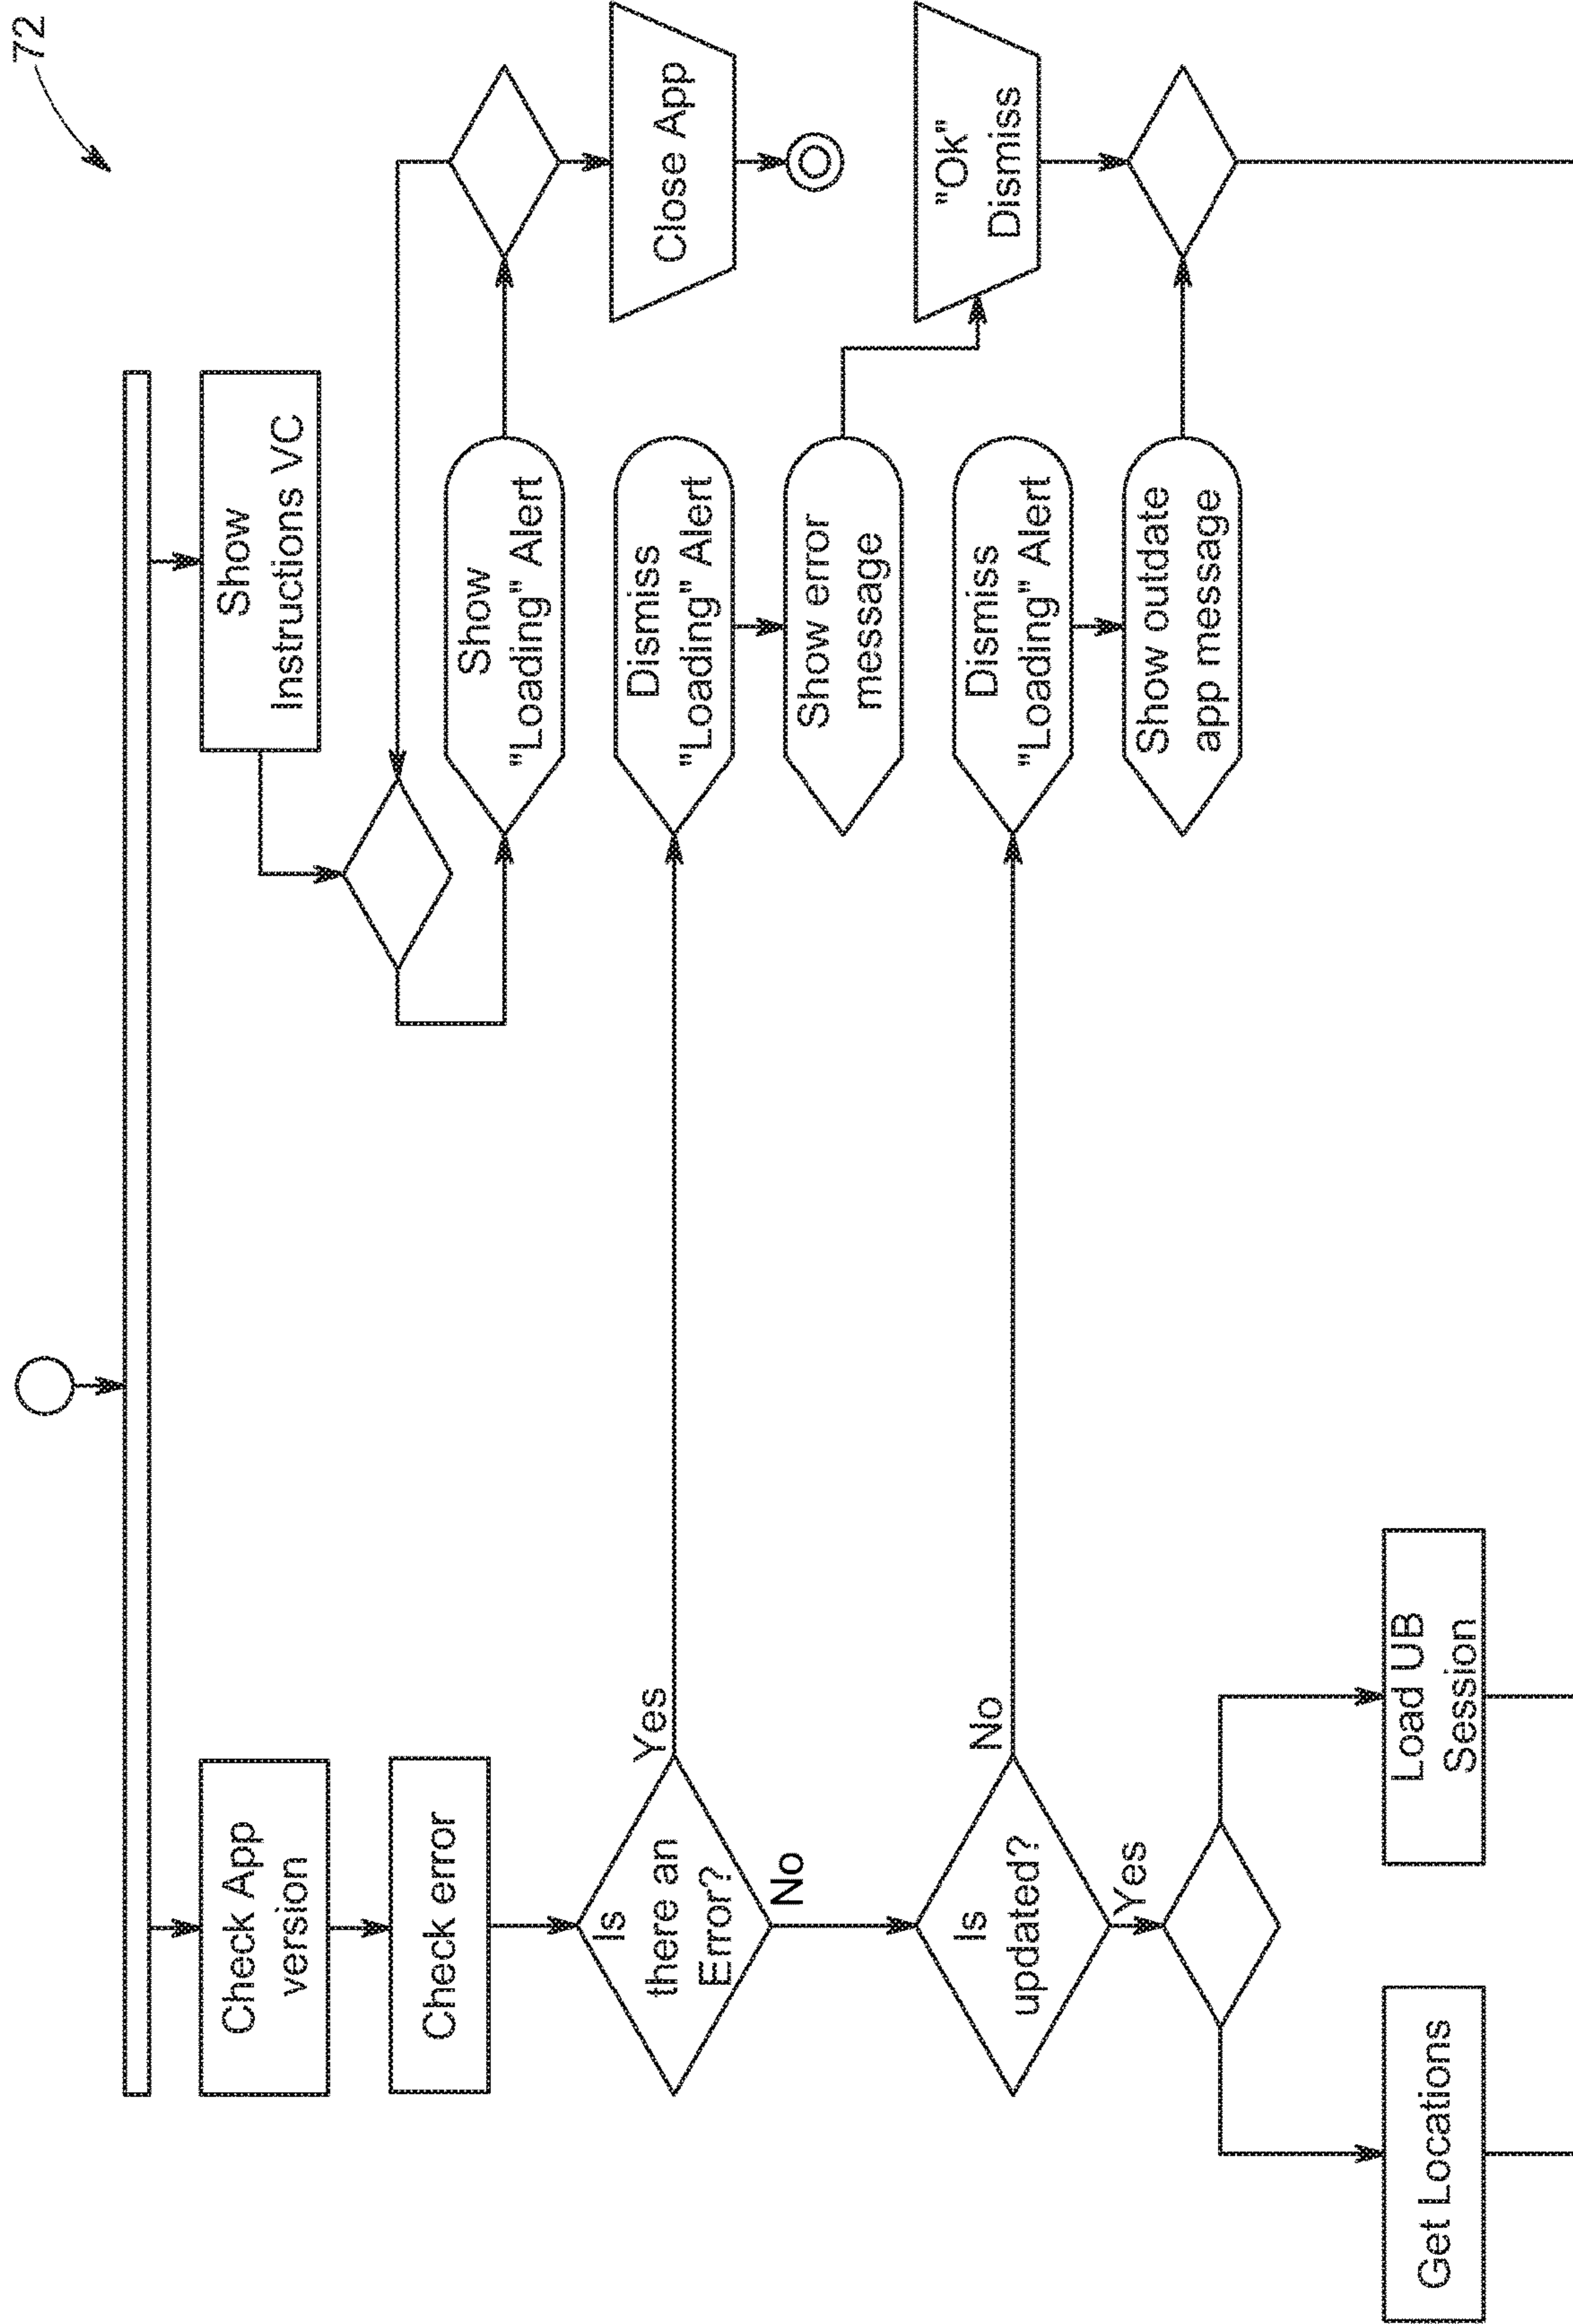 72
Check App
version
Show
Instructions VC
Check error
Show
"Loading" Alert
Is
there an
Error?
Yes
No
Dismiss
"Loading" Alert
Close App
Show error
message
"Ok"
Dismiss
Is
updated?
No
Yes
Dismiss
"Loading" Alert
Show outdate
app message
Get Locations
Load UB
Session